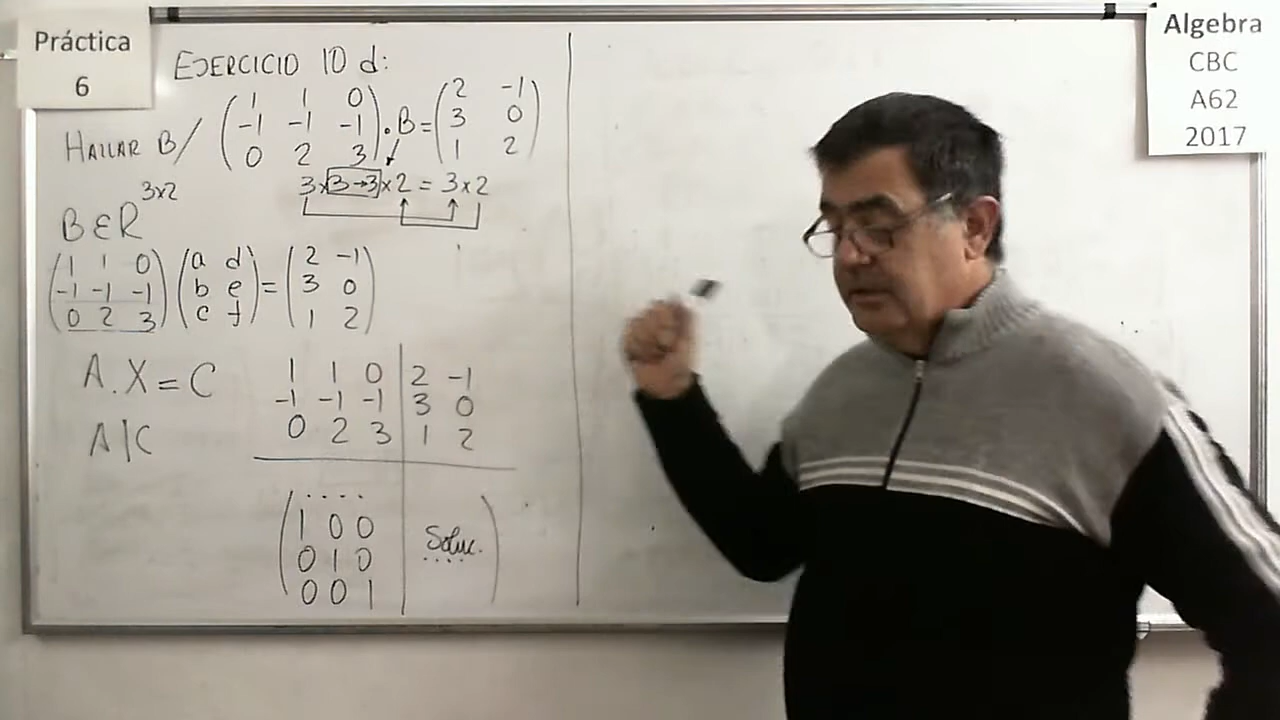 Práctica
6
Algebra
CBC
A62
2017
EJERCICIO 10 d:
HALLAR B/ ( 1 1 0 ) . B = ( 2 -1 )
( -1 -1 -1 ) ( 3 0 )
( 0 2 3 ) ( 1 2 )
3x3→3x2 = 3x2
B ∈ R 3x2
( 1 1 0 ) ( a d ) = ( 2 -1 )
( -1 -1 -1 ) ( b e ) ( 3 0 )
( 0 2 3 ) ( c f ) ( 1 2 )
A.X = C
A|C
1 1 0 | 2 -1
-1 -1 -1 | 3 0
0 2 3 | 1 2
....
1 0 0 |
0 1 0 | Soluc.
0 0 1 | ....